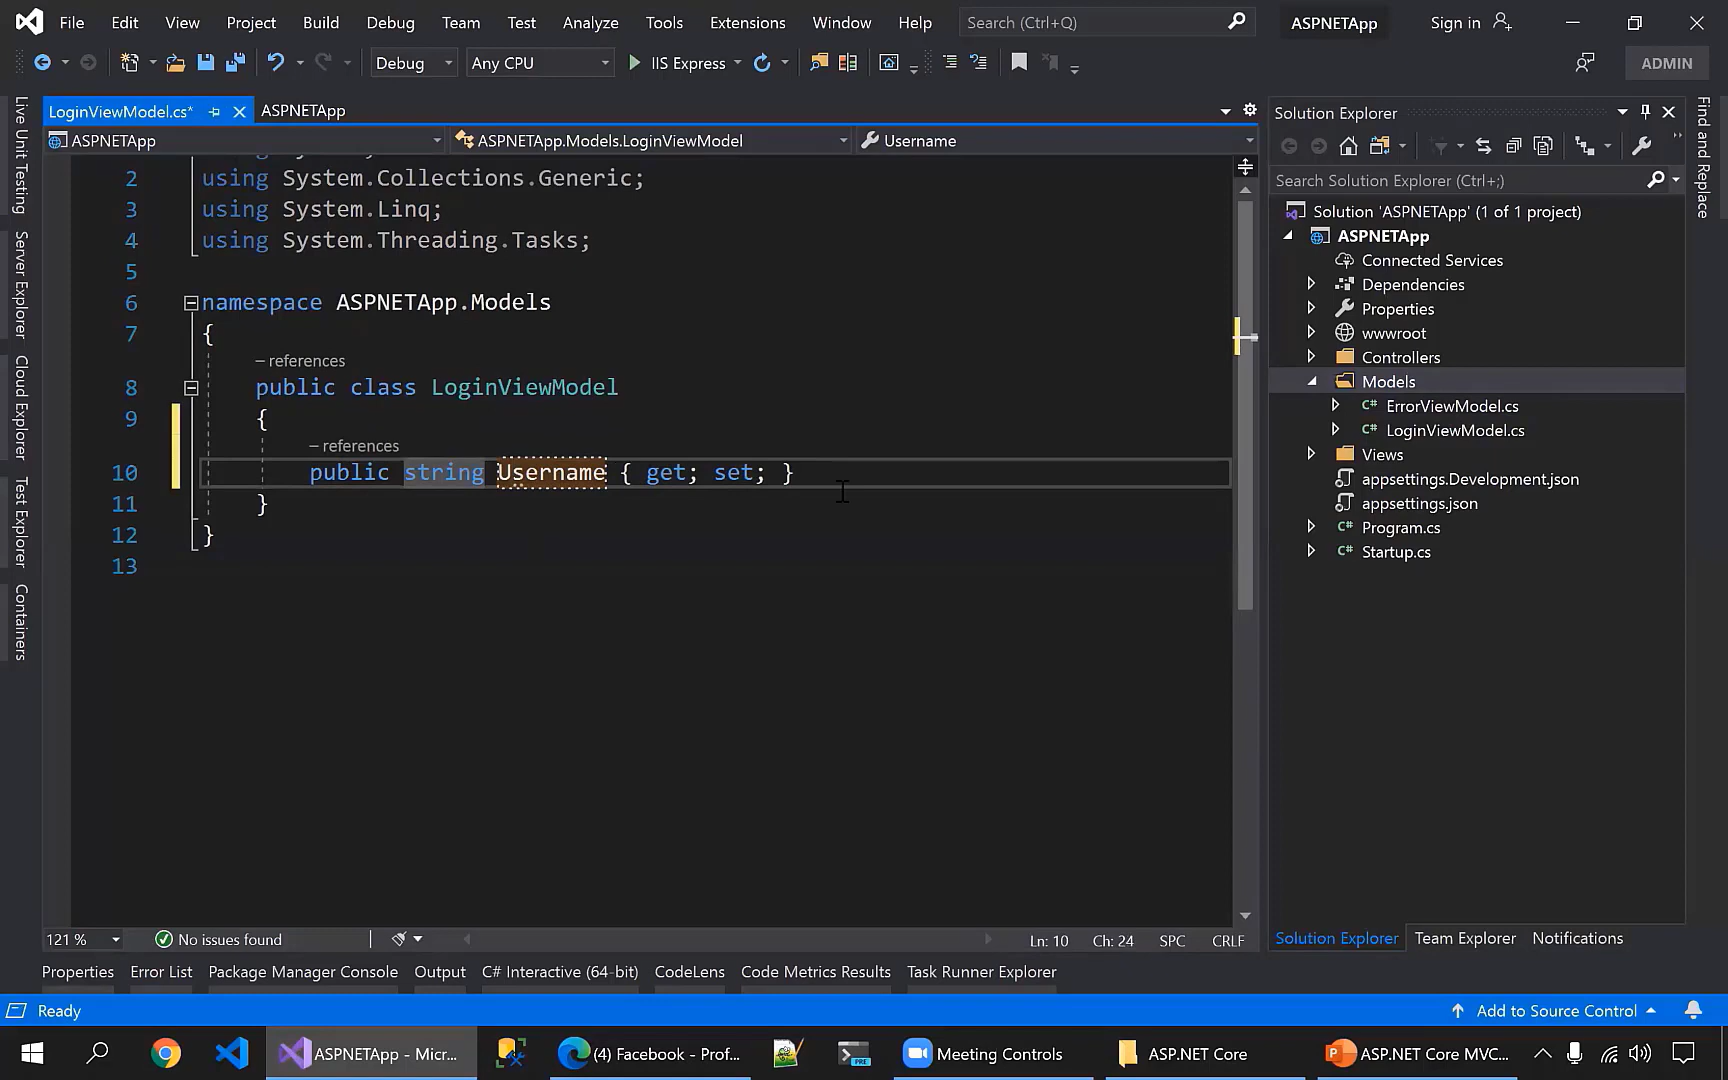 File Edit View Project Build Debug Team Test Analyze Tools Extensions Window Help Search (Ctrl+Q) ASPNETApp Sign in
Debug Any CPU IIS Express ADMIN
LoginViewModel.cs* ASPNETApp
ASPNETApp ASPNETApp.Models.LoginViewModel Username
2 using System.Collections.Generic;
3 using System.Linq;
4 using System.Threading.Tasks;
5
6 namespace ASPNETApp.Models
7 {
– references
8 public class LoginViewModel
9 {
– references
10 public string Username { get; set; }
11 }
12 }
13
121 % No issues found Ln: 10 Ch: 24 SPC CRLF
Live Unit Testing
Server Explorer
Cloud Explorer
Test Explorer
Containers
Solution Explorer
Search Solution Explorer (Ctrl+;)
Solution 'ASPNETApp' (1 of 1 project)
ASPNETApp
Connected Services
Dependencies
Properties
wwwroot
Controllers
Models
C# ErrorViewModel.cs
C# LoginViewModel.cs
Views
appsettings.Development.json
appsettings.json
C# Program.cs
C# Startup.cs
Solution Explorer Team Explorer Notifications
Find and Replace
Properties Error List Package Manager Console Output C# Interactive (64-bit) CodeLens Code Metrics Results Task Runner Explorer
Ready Add to Source Control
ASPNETApp - Micr... (4) Facebook - Prof... PRE Meeting Controls ASP.NET Core ASP.NET Core MVC...